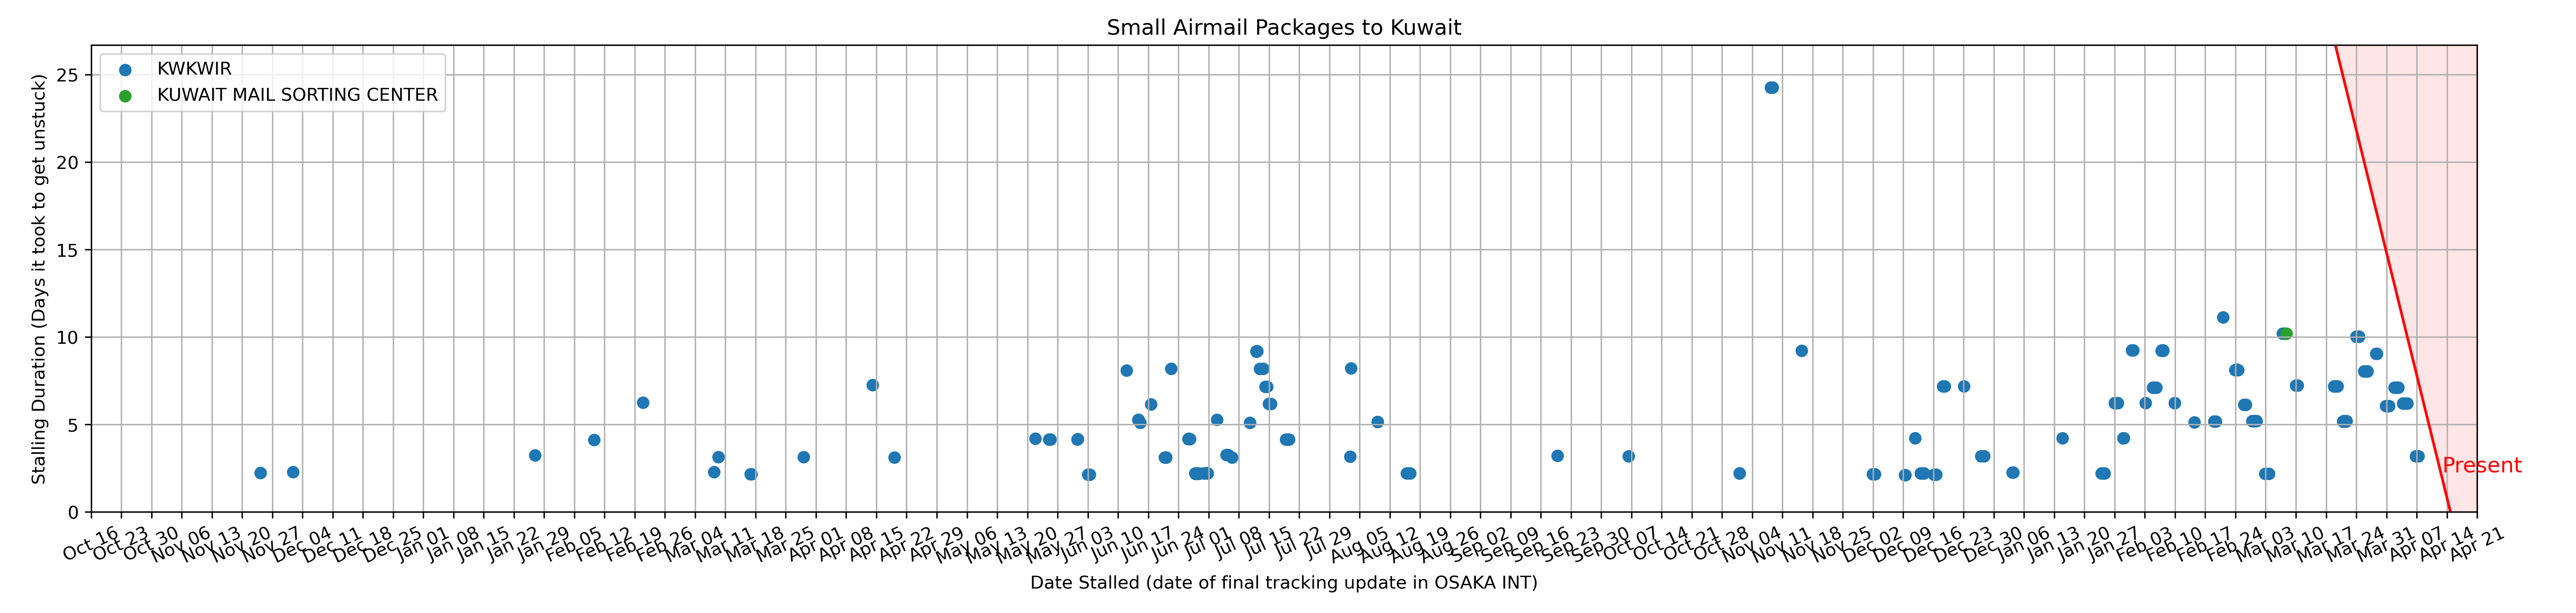 Small Airmail Packages to Kuwait
KWKWIR
KUWAIT MAIL SORTING CENTER
Stalling Duration (Days it took to get unstuck)
25
20
15
10
5
0
Present
Oct 16 Oct 23 Oct 30 Nov 06 Nov 13 Nov 20 Nov 27 Dec 04 Dec 11 Dec 18 Dec 25 Jan 01 Jan 08 Jan 15 Jan 22 Jan 29 Feb 05 Feb 12 Feb 19 Feb 26 Mar 04 Mar 11 Mar 18 Mar 25 Apr 01 Apr 08 Apr 15 Apr 22 Apr 29 May 06 May 13 May 20 May 27 Jun 03 Jun 10 Jun 17 Jun 24 Jul 01 Jul 08 Jul 15 Jul 22 Jul 29 Aug 05 Aug 12 Aug 19 Aug 26 Sep 02 Sep 09 Sep 16 Sep 23 Sep 30 Oct 07 Oct 14 Oct 21 Oct 28 Nov 04 Nov 11 Nov 18 Nov 25 Dec 02 Dec 09 Dec 16 Dec 23 Dec 30 Jan 06 Jan 13 Jan 20 Jan 27 Feb 03 Feb 10 Feb 17 Feb 24 Mar 03 Mar 10 Mar 17 Mar 24 Mar 31 Apr 07 Apr 14 Apr 21
Date Stalled (date of final tracking update in OSAKA INT)